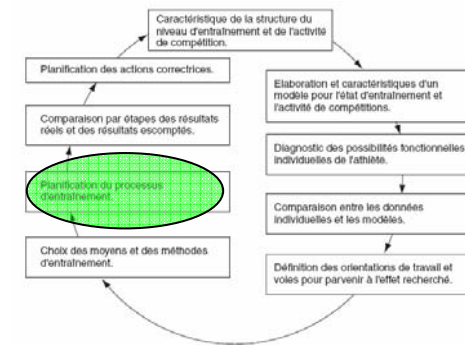 Caractéristique de la structure du
niveau d'entraînement et de l'activité
de compétition.
Elaboration et caractéristiques d'un
modèle pour l'état d'entraînement et
l'activité de compétitions.
Diagnostic des possibilités fonctionnelles
individuelles de l'athlète.
Comparaison entre les données
individuelles et les modèles.
Définition des orientations de travail et
voies pour parvenir à l'effet recherché.
Choix des moyens et des méthodes
d'entraînement.
Planification du processus
d'entraînement.
Comparaison par étapes des résultats
réels et des résultats escomptés.
Planification des actions correctrices.